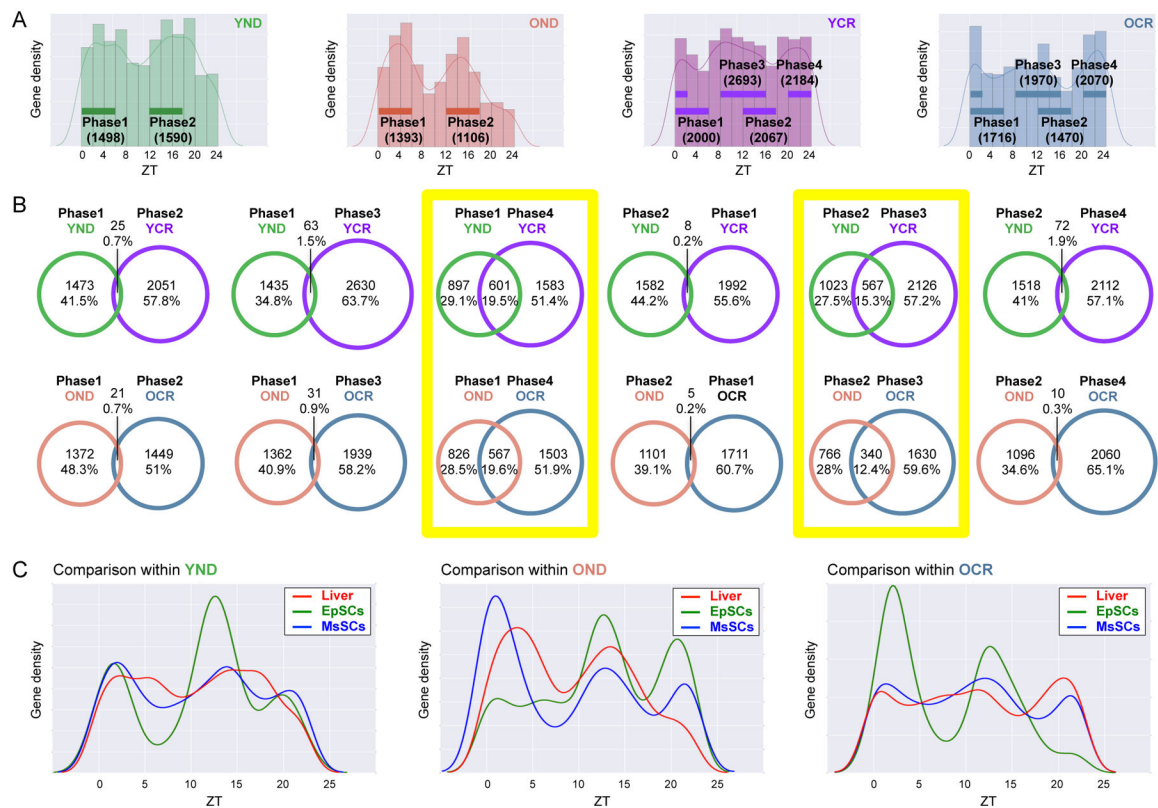 A
YND
OND
YCR
OCR
Gene density
Phase1
(1498)
Phase2
(1590)
0 4 8 12 16 20 24
ZT
Gene density
Phase1
(1393)
Phase2
(1106)
0 4 8 12 16 20 24
ZT
Gene density
Phase3
(2693)
Phase4
(2184)
Phase1
(2000)
Phase2
(2067)
0 4 8 12 16 20 24
ZT
Gene density
Phase3
(1970)
Phase4
(2070)
Phase1
(1716)
Phase2
(1470)
0 4 8 12 16 20 24
ZT
B
Phase1
YND
25
0.7%
Phase2
YCR
1473
41.5%
2051
57.8%
Phase1
YND
63
1.5%
Phase3
YCR
1435
34.8%
2630
63.7%
Phase1
YND
Phase4
YCR
897
29.1%
601
19.5%
1583
51.4%
Phase2
YND
8
0.2%
Phase1
YCR
1582
44.2%
1992
55.6%
Phase2
YND
Phase3
YCR
1023
27.5%
567
15.3%
2126
57.2%
Phase2
YND
72
1.9%
Phase4
YCR
1518
41%
2112
57.1%
Phase1
OND
21
0.7%
Phase2
OCR
1372
48.3%
1449
51%
Phase1
OND
31
0.9%
Phase3
OCR
1362
40.9%
1939
58.2%
Phase1
OND
Phase4
OCR
826
28.5%
567
19.6%
1503
51.9%
Phase2
OND
5
0.2%
Phase1
OCR
1101
39.1%
1711
60.7%
Phase2
OND
Phase3
OCR
766
28%
340
12.4%
1630
59.6%
Phase2
OND
10
0.3%
Phase4
OCR
1096
34.6%
2060
65.1%
C
Comparison within YND
Liver
EpSCs
MsSCs
Gene density
0 5 10 15 20 25
ZT
Comparison within OND
Liver
EpSCs
MsSCs
Gene density
0 5 10 15 20 25
ZT
Comparison within OCR
Liver
EpSCs
MsSCs
Gene density
0 5 10 15 20 25
ZT